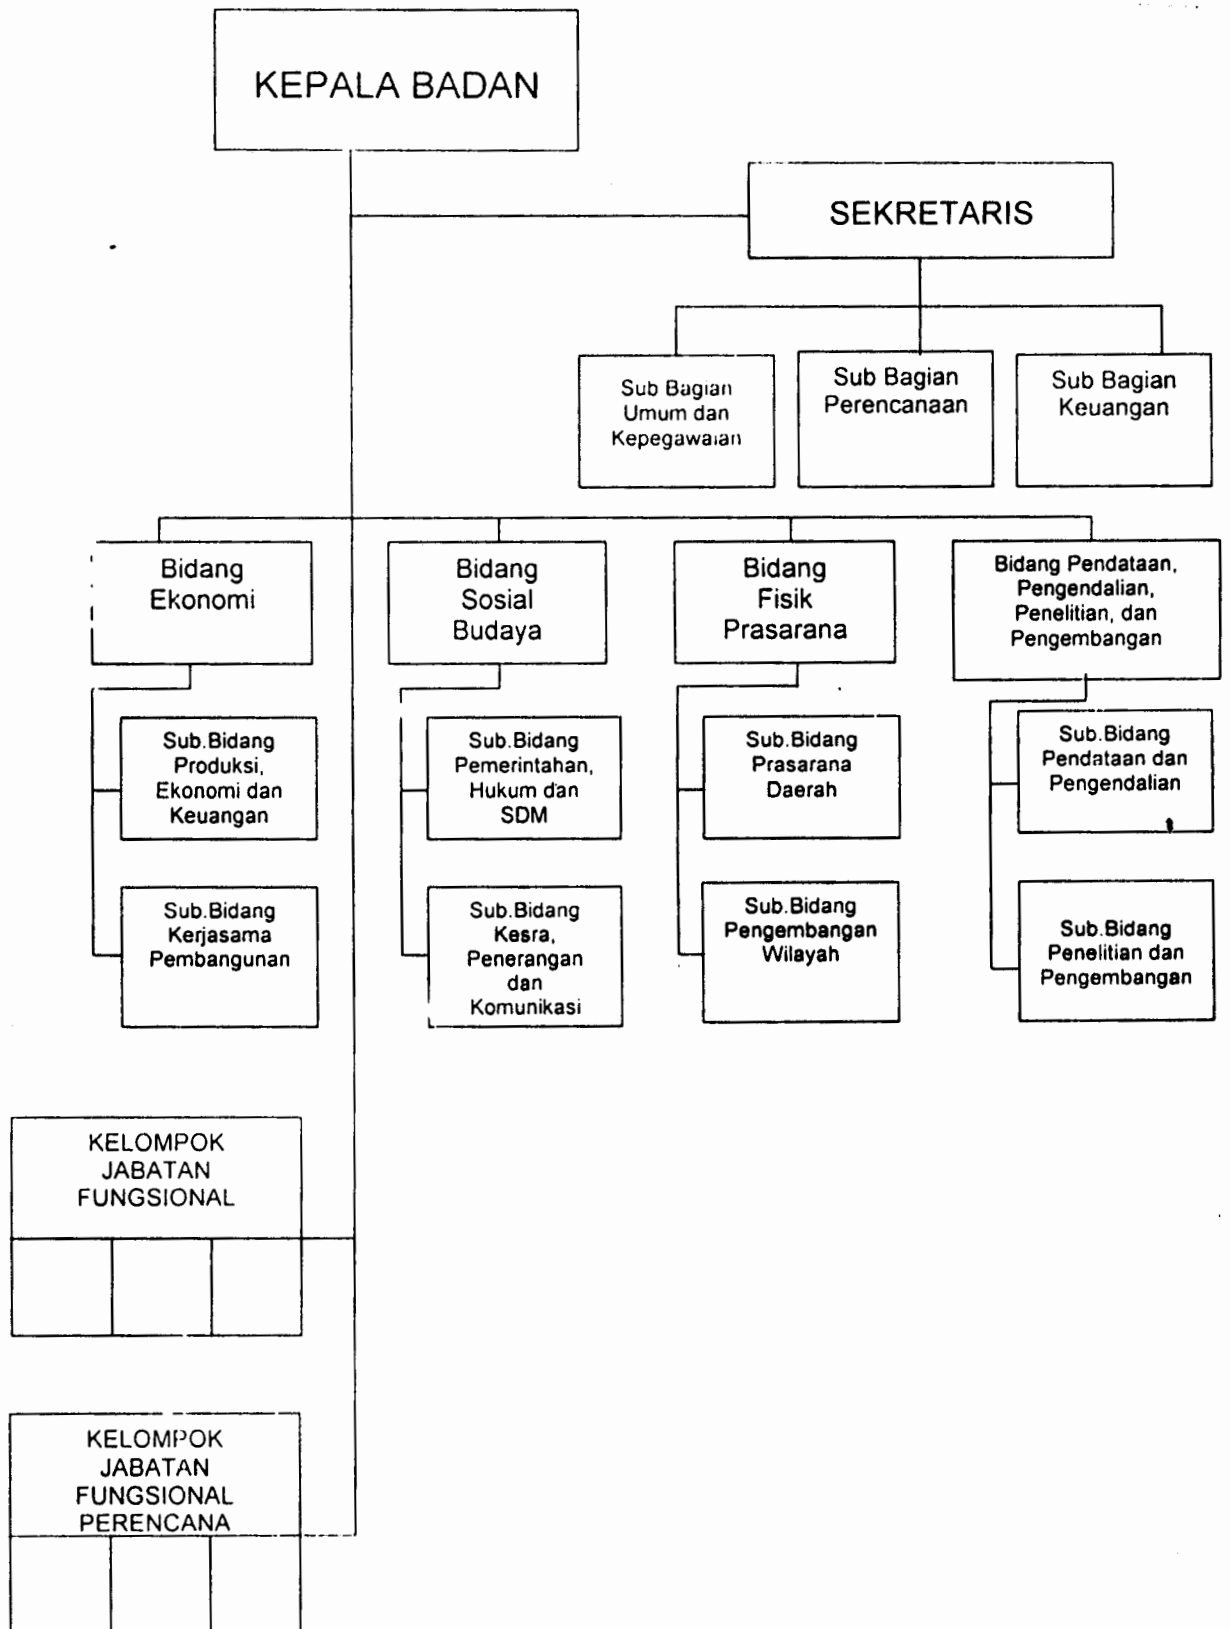 KEPALA BADAN
SEKRETARIS
Sub Bagian
Umum dan
Kepegawaian
Sub Bagian
Perencanaan
Sub Bagian
Keuangan
Bidang
Ekonomi
Bidang
Sosial
Budaya
Bidang
Fisik
Prasarana
Bidang Pendataan,
Pengendalian,
Penelitian, dan
Pengembangan
Sub.Bidang
Produksi,
Ekonomi dan
Keuangan
Sub.Bidang
Pemerintahan,
Hukum dan
SDM
Sub.Bidang
Prasarana
Daerah
Sub.Bidang
Pendataan dan
Pengendalian
Sub.Bidang
Kerjasama
Pembangunan
Sub.Bidang
Kesra,
Penerangan
dan
Komunikasi
Sub.Bidang
Pengembangan
Wilayah
Sub.Bidang
Penelitian dan
Pengembangan
KELOMPOK
JABATAN
FUNGSIONAL
KELOMPOK
JABATAN
FUNGSIONAL
PERENCANA